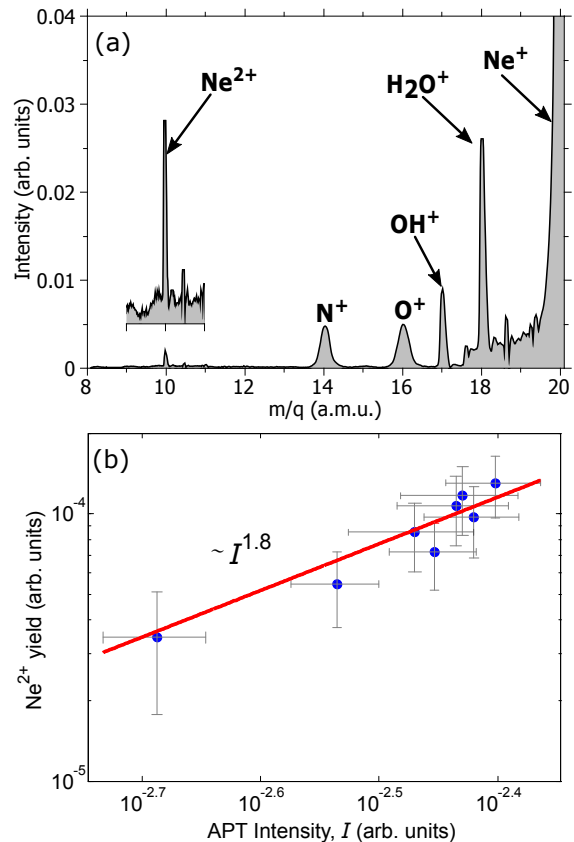 (a)
Intensity (arb. units)
0.04
0.03
0.02
0.01
0
Ne²⁺
N⁺
O⁺
OH⁺
H₂O⁺
Ne⁺
8 10 12 14 16 18 20
m/q (a.m.u.)
(b)
Ne²⁺ yield (arb. units)
10⁻⁴
10⁻⁵
~ I¹·⁸
10⁻²·⁷ 10⁻²·⁶ 10⁻²·⁵ 10⁻²·⁴
APT Intensity, I (arb. units)